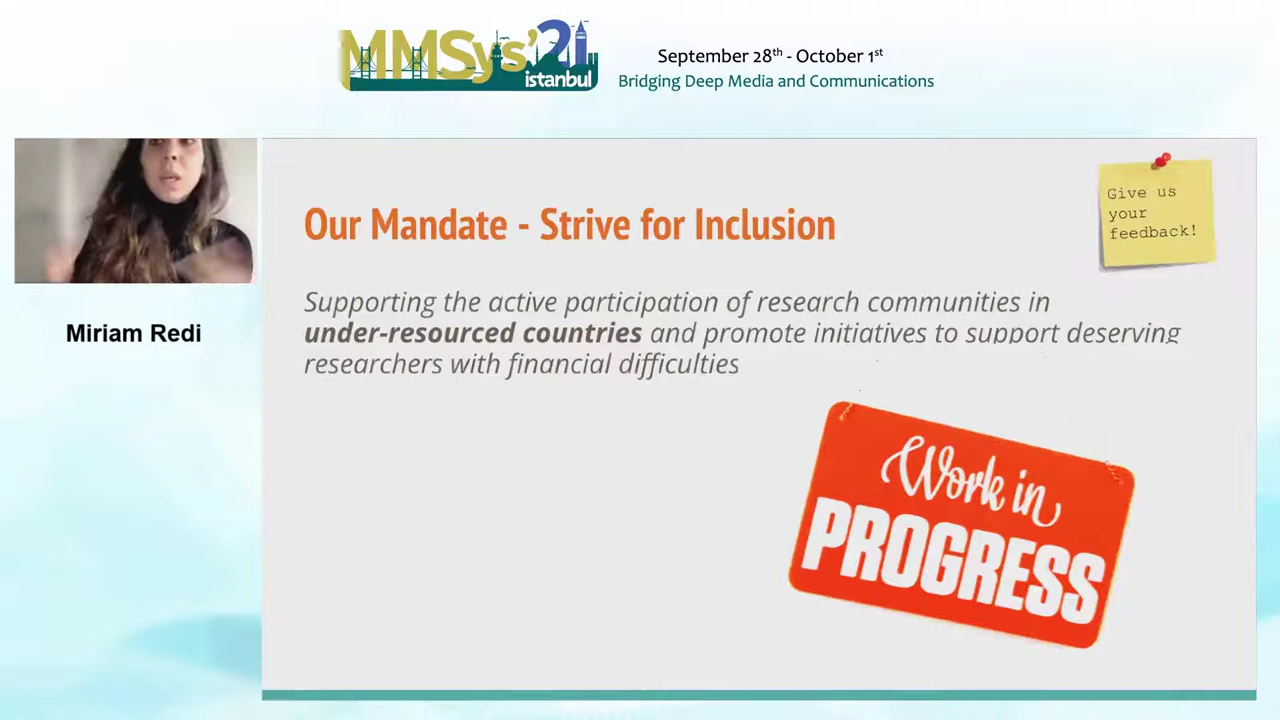 MMSys'21
istanbul
September 28th - October 1st
Bridging Deep Media and Communications
Miriam Redi
Our Mandate - Strive for Inclusion
Give us
your
feedback!
Supporting the active participation of research communities in
under-resourced countries and promote initiatives to support deserving
researchers with financial difficulties
Work in
PROGRESS